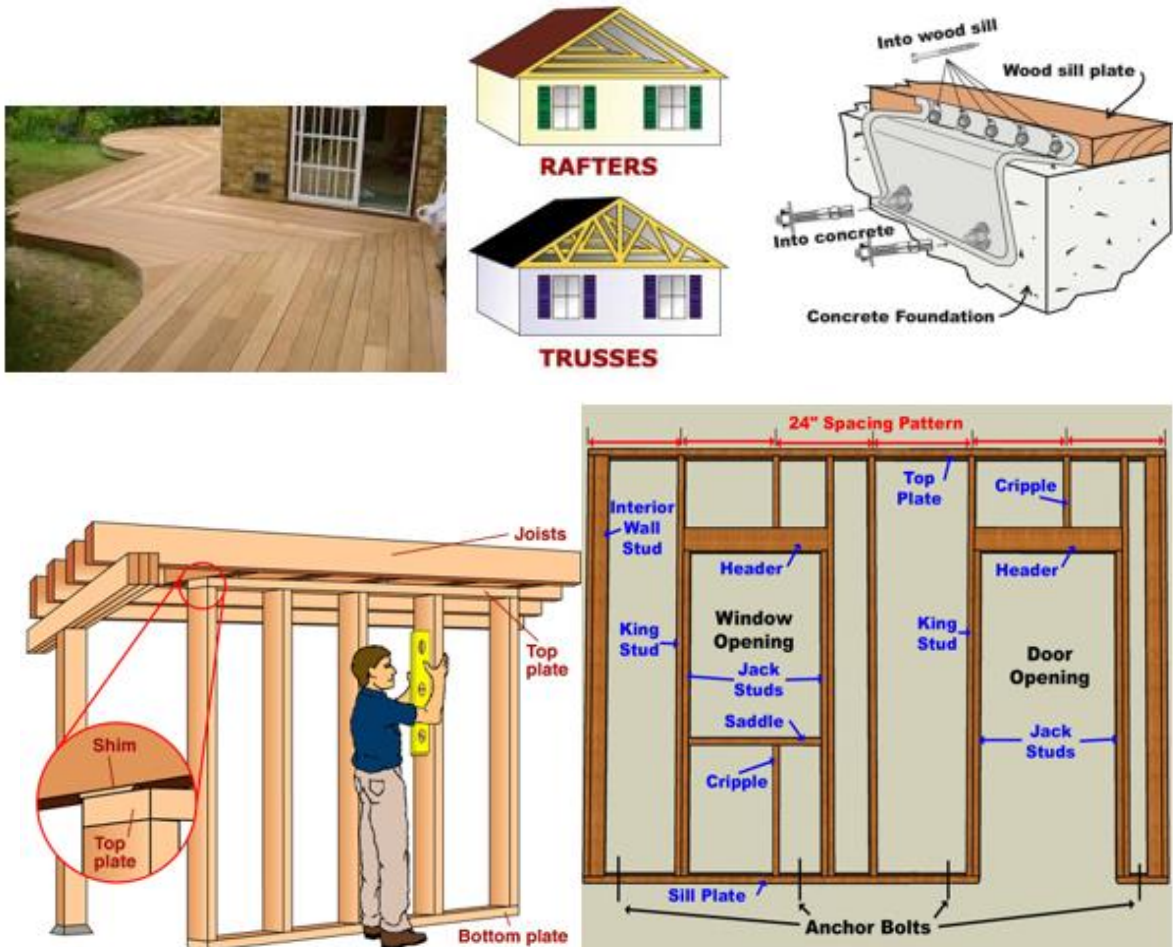 RAFTERS
TRUSSES
Into wood sill
Wood sill plate
Into concrete
Concrete Foundation
Joists
Top
plate
Shim
Top
plate
Bottom plate
24" Spacing Pattern
Top
Plate
Cripple
Interior
Wall
Stud
Header
Header
King
Stud
Window
Opening
King
Stud
Door
Opening
Jack
Studs
Saddle
Jack
Studs
Cripple
Sill Plate
Anchor Bolts